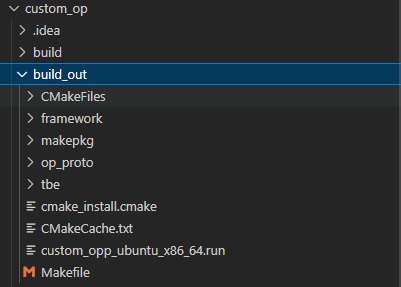 custom_op
.idea
build
build_out
CMakeFiles
framework
makepkg
op_proto
tbe
cmake_install.cmake
CMakeCache.txt
custom_opp_ubuntu_x86_64.run
Makefile